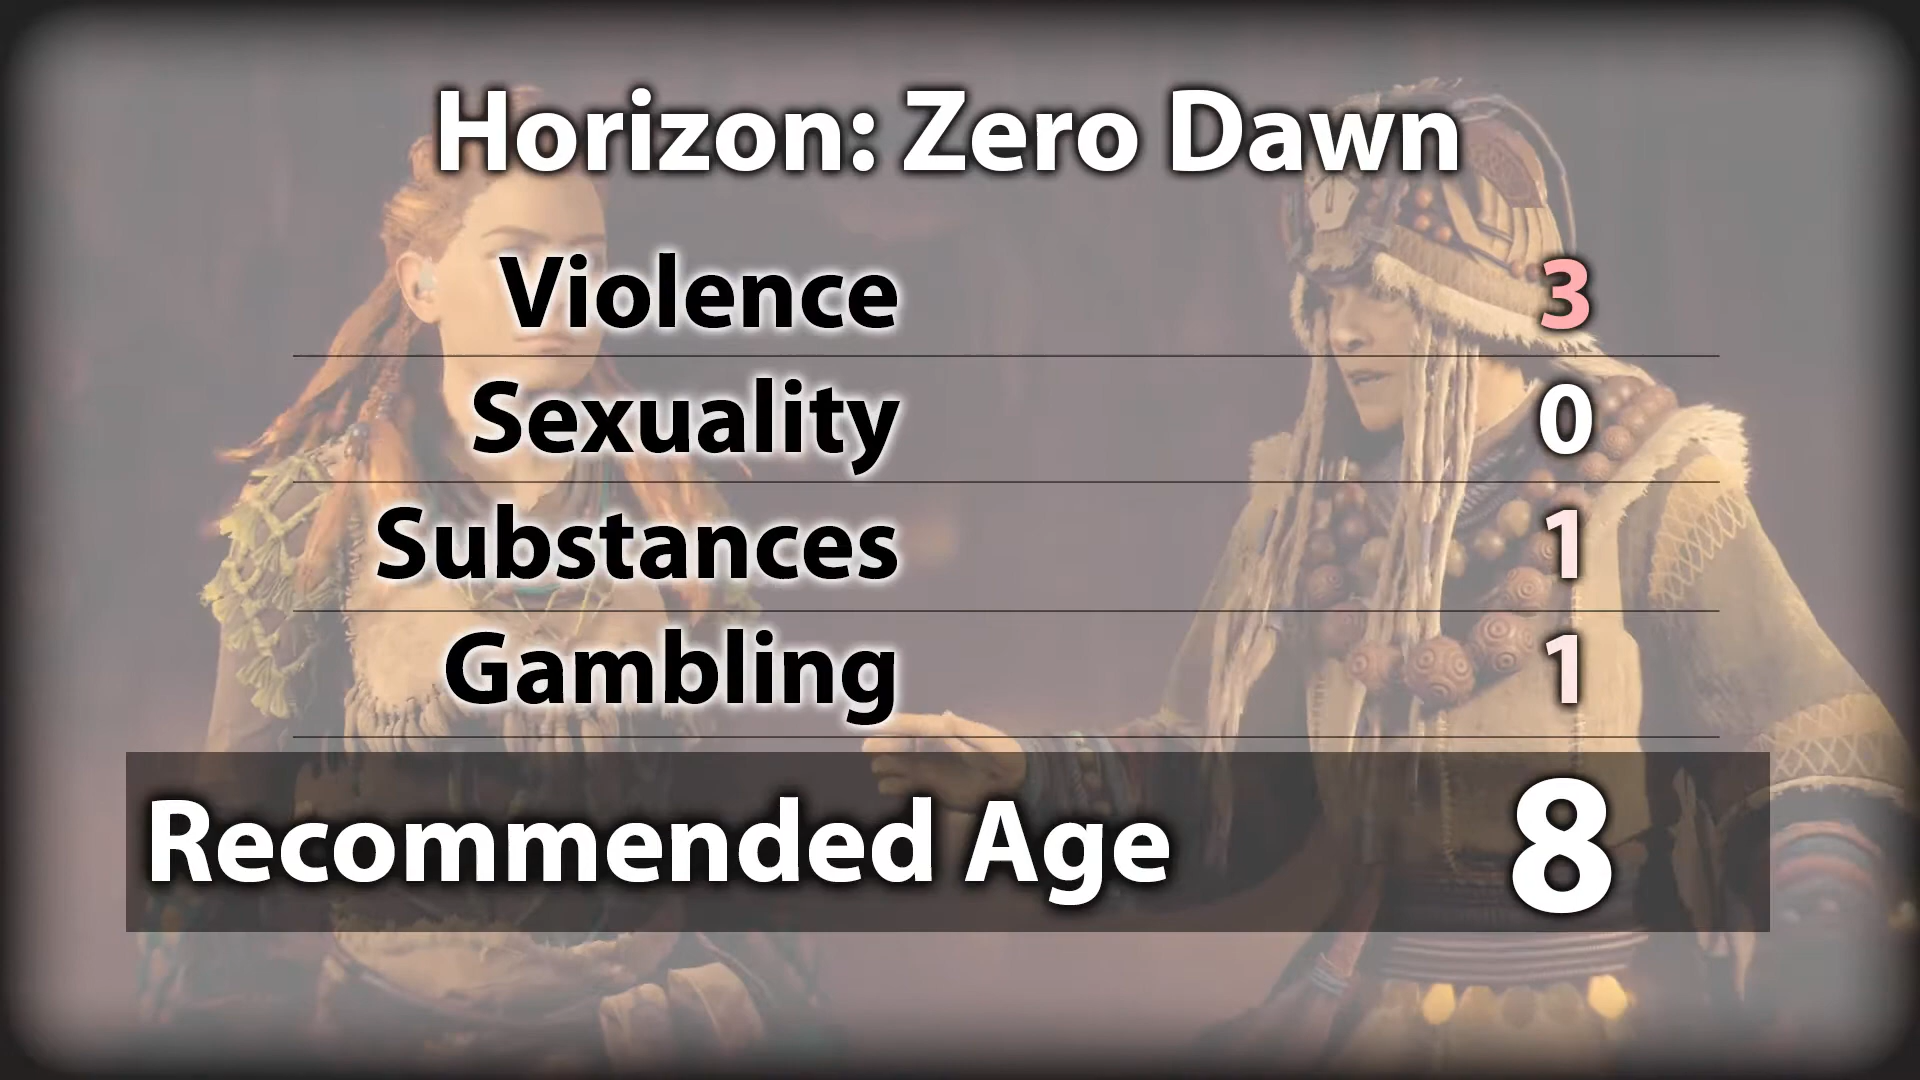 Horizon: Zero Dawn
Violence 3
Sexuality 0
Substances 1
Gambling 1
Recommended Age 8